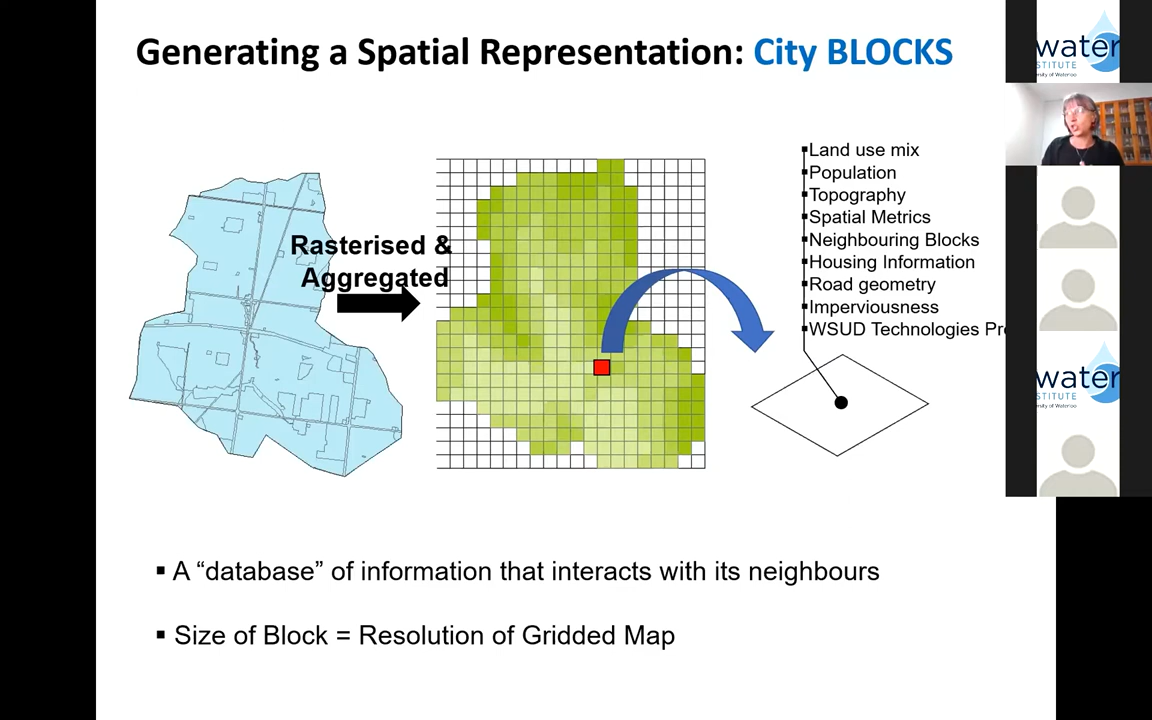 Generating a Spatial Representation: City BLOCKS
water
STITUTE
Rasterised &
Aggregated
▪Land use mix
▪Population
▪Topography
▪Spatial Metrics
▪Neighbouring Blocks
▪Housing Information
▪Road geometry
▪Imperviousness
▪WSUD Technologies Pr
water
STITUTE
▪ A “database” of information that interacts with its neighbours
▪ Size of Block = Resolution of Gridded Map